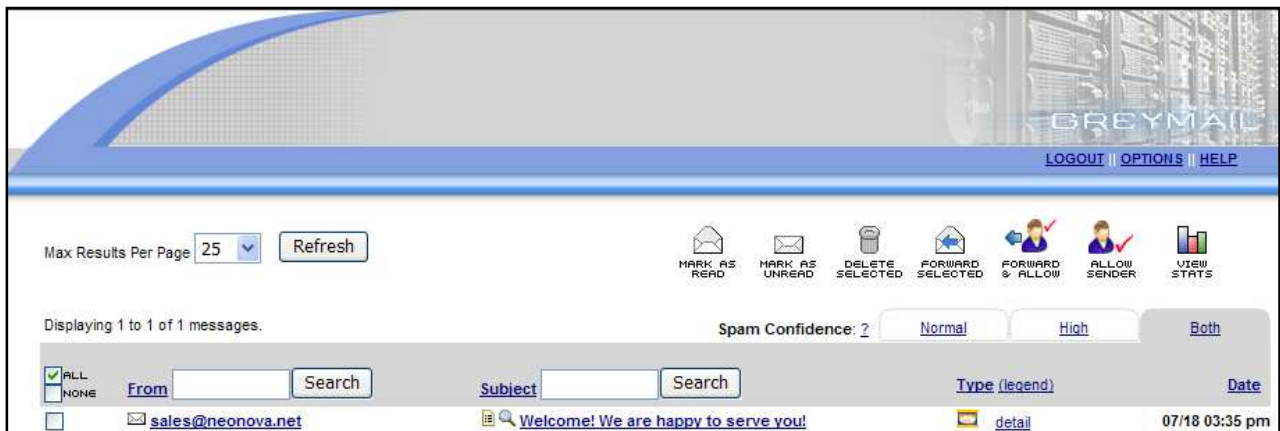 GREYMAIL
LOGOUT || OPTIONS || HELP
Max Results Per Page 25 Refresh
MARK AS READ
MARK AS UNREAD
DELETE SELECTED
FORWARD SELECTED
FORWARD & ALLOW
ALLOW SENDER
VIEW STATS
Displaying 1 to 1 of 1 messages. Spam Confidence: ? Normal High Both
ALL
NONE
From Search Subject Search Type (legend) Date
sales@neonova.net Welcome! We are happy to serve you! detail 07/18 03:35 pm